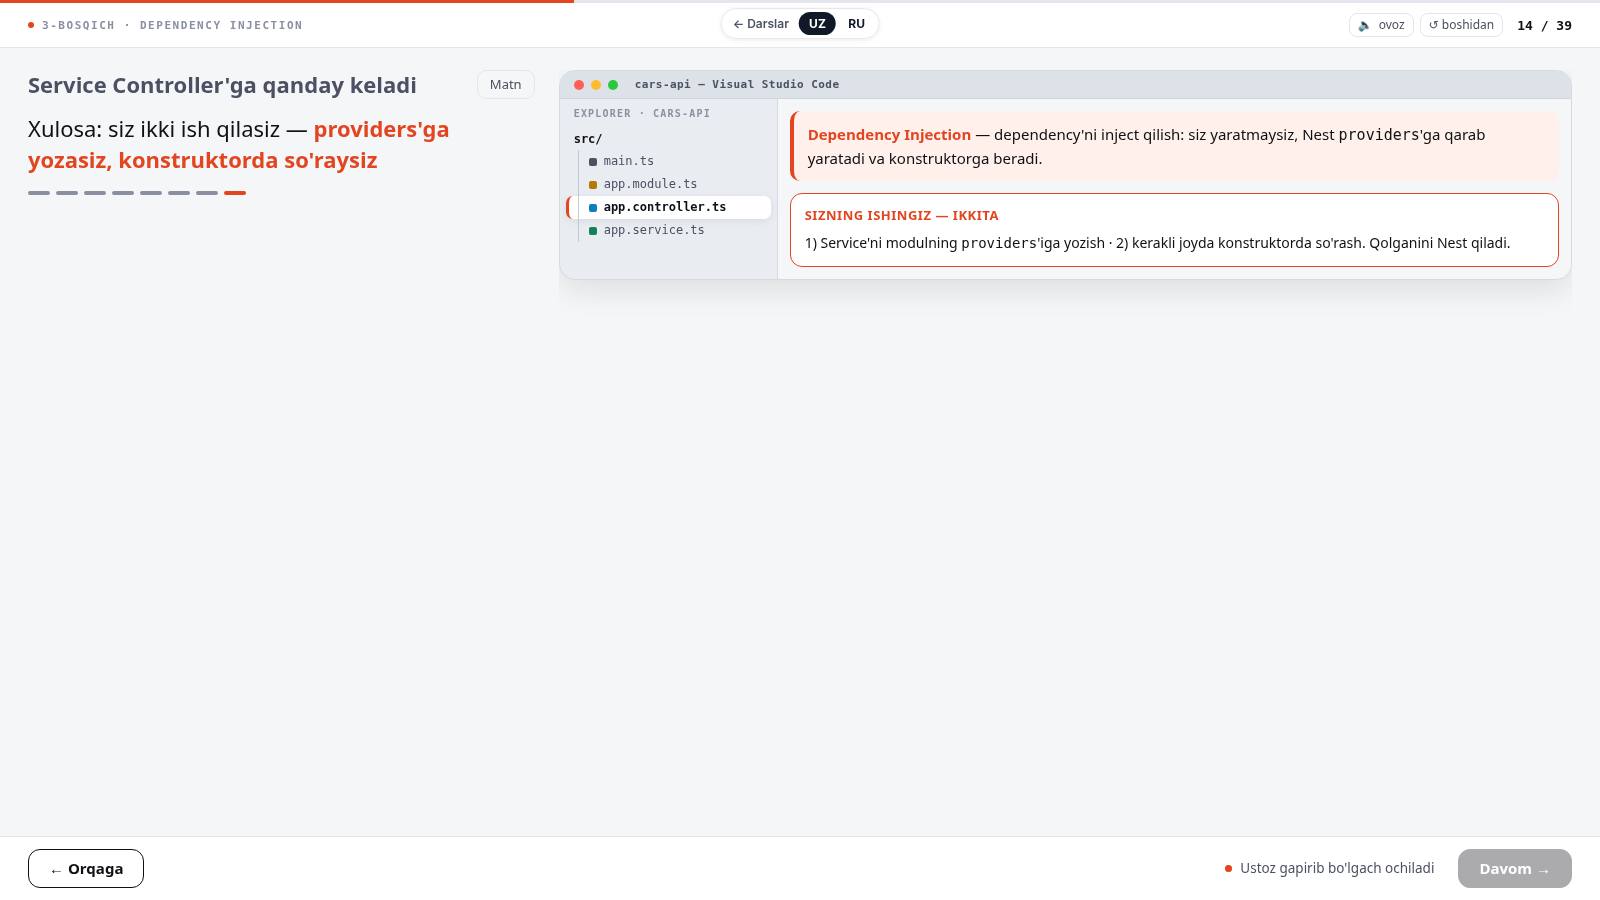 3-BOSQICH · DEPENDENCY INJECTION
← Darslar UZ RU
🔈 ovoz ↺ boshidan 14 / 39
Service Controller'ga qanday keladi
Matn
Xulosa: siz ikki ish qilasiz — providers'ga
yozasiz, konstruktorda so'raysiz
cars-api — Visual Studio Code
EXPLORER · CARS-API
src/
main.ts
app.module.ts
app.controller.ts
app.service.ts
Dependency Injection — dependency'ni inject qilish: siz yaratmaysiz, Nest providers'ga qarab
yaratadi va konstruktorga beradi.
SIZNING ISHINGIZ — IKKITA
1) Service'ni modulning providers'iga yozish · 2) kerakli joyda konstruktorda so'rash. Qolganini Nest qiladi.
← Orqaga
Ustoz gapirib bo'lgach ochiladi
Davom →